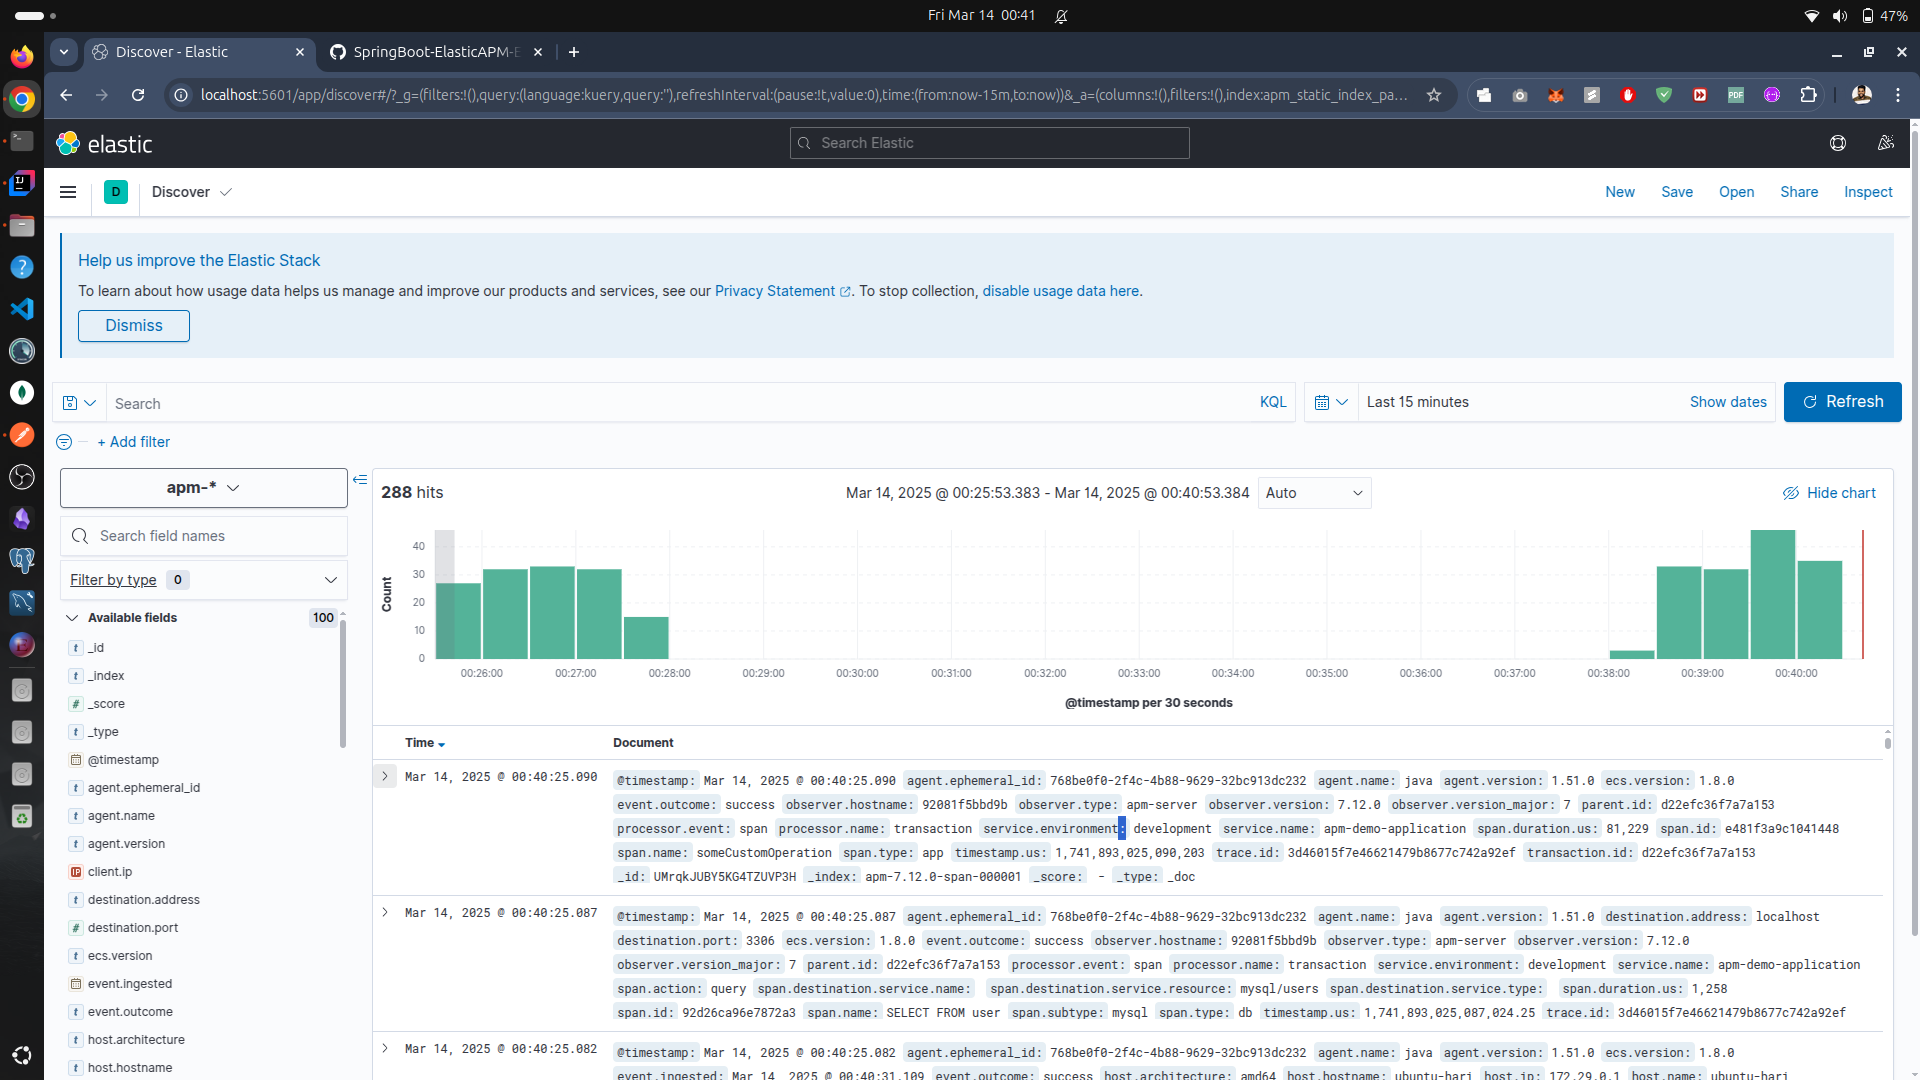 Fri Mar 14 00:41
47%
Discover - Elastic
SpringBoot-ElasticAPM-E
localhost:5601/app/discover#/?_g=(filters:!(),query:(language:kuery,query:''),refreshInterval:(pause:!t,value:0),time:(from:now-15m,to:now))&_a=(columns:!(),filters:!(),index:apm_static_index_pa...
elastic
Search Elastic
D
Discover
New
Save
Open
Share
Inspect
Help us improve the Elastic Stack
To learn about how usage data helps us manage and improve our products and services, see our Privacy Statement. To stop collection, disable usage data here.
Dismiss
Search
KQL
Last 15 minutes
Show dates
Refresh
+ Add filter
apm-*
Search field names
Filter by type 0
Available fields 100
t _id
t _index
# _score
t _type
@timestamp
t agent.ephemeral_id
t agent.name
t agent.version
IP client.ip
t destination.address
# destination.port
t ecs.version
event.ingested
t event.outcome
t host.architecture
t host.hostname
288 hits
Mar 14, 2025 @ 00:25:53.383 - Mar 14, 2025 @ 00:40:53.384
Auto
Hide chart
Count
40
30
20
10
0
00:26:00 00:27:00 00:28:00 00:29:00 00:30:00 00:31:00 00:32:00 00:33:00 00:34:00 00:35:00 00:36:00 00:37:00 00:38:00 00:39:00 00:40:00
@timestamp per 30 seconds
Time Document
Mar 14, 2025 @ 00:40:25.090
@timestamp: Mar 14, 2025 @ 00:40:25.090 agent.ephemeral_id: 768be0f0-2f4c-4b88-9629-32bc913dc232 agent.name: java agent.version: 1.51.0 ecs.version: 1.8.0
event.outcome: success observer.hostname: 92081f5bbd9b observer.type: apm-server observer.version: 7.12.0 observer.version_major: 7 parent.id: d22efc36f7a7a153
processor.event: span processor.name: transaction service.environment: development service.name: apm-demo-application span.duration.us: 81,229 span.id: e481f3a9c1041448
span.name: someCustomOperation span.type: app timestamp.us: 1,741,893,025,090,203 trace.id: 3d46015f7e46621479b8677c742a92ef transaction.id: d22efc36f7a7a153
_id: UMrqkJUBY5KG4TZUVP3H _index: apm-7.12.0-span-000001 _score: - _type: _doc
Mar 14, 2025 @ 00:40:25.087
@timestamp: Mar 14, 2025 @ 00:40:25.087 agent.ephemeral_id: 768be0f0-2f4c-4b88-9629-32bc913dc232 agent.name: java agent.version: 1.51.0 destination.address: localhost
destination.port: 3306 ecs.version: 1.8.0 event.outcome: success observer.hostname: 92081f5bbd9b observer.type: apm-server observer.version: 7.12.0
observer.version_major: 7 parent.id: d22efc36f7a7a153 processor.event: span processor.name: transaction service.environment: development service.name: apm-demo-application
span.action: query span.destination.service.name: span.destination.service.resource: mysql/users span.destination.service.type: span.duration.us: 1,258
span.id: 92d26ca96e7872a3 span.name: SELECT FROM user span.subtype: mysql span.type: db timestamp.us: 1,741,893,025,087,024.25 trace.id: 3d46015f7e46621479b8677c742a92ef
Mar 14, 2025 @ 00:40:25.082
@timestamp: Mar 14, 2025 @ 00:40:25.082 agent.ephemeral_id: 768be0f0-2f4c-4b88-9629-32bc913dc232 agent.name: java agent.version: 1.51.0 ecs.version: 1.8.0
event.ingested: Mar 14, 2025 @ 00:40:31.109 event.outcome: success host.architecture: amd64 host.hostname: ubuntu-hari host.ip: 172.29.0.1 host.name: ubuntu-hari